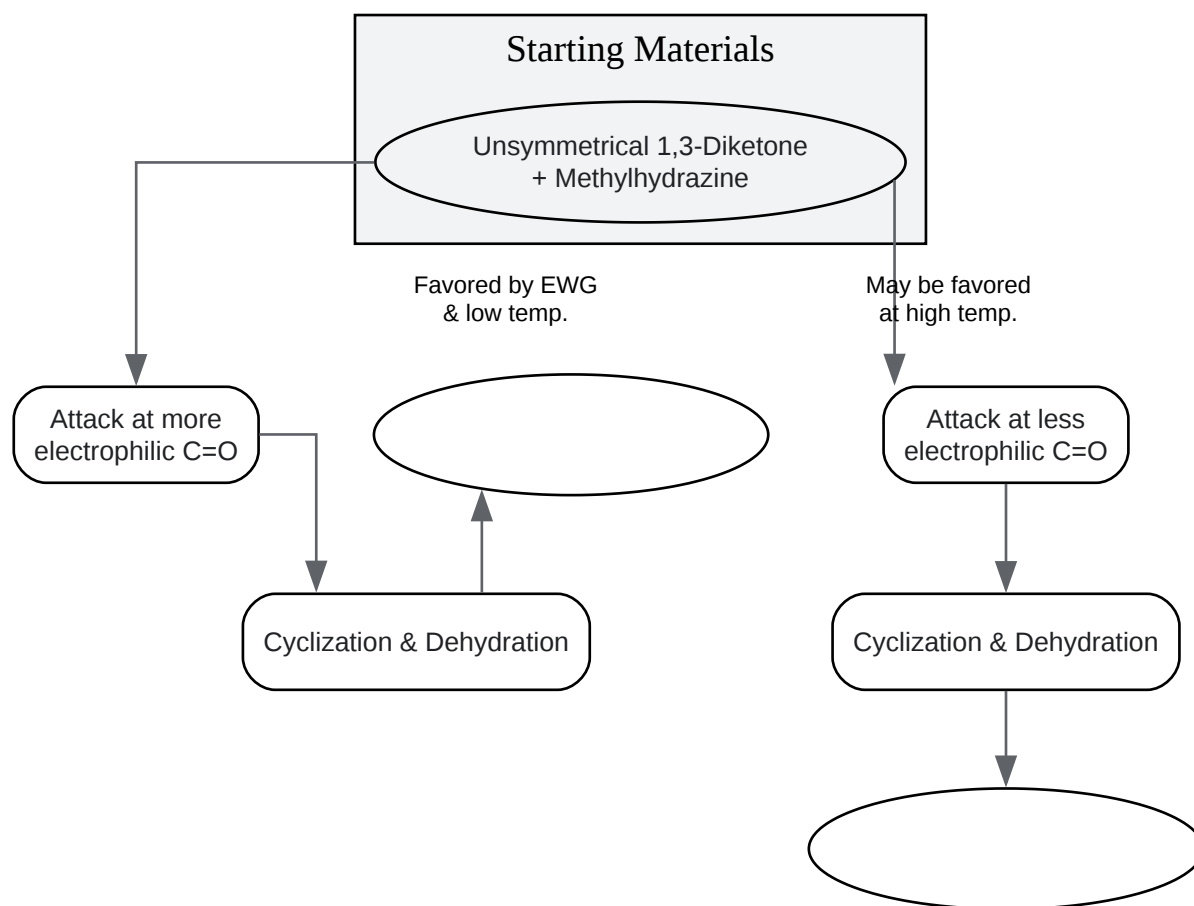 Starting Materials
Unsymmetrical 1,3-Diketone
+ Methylhydrazine
Favored by EWG
& low temp.
May be favored
at high temp.
Attack at more
electrophilic C=O
Attack at less
electrophilic C=O
Cyclization & Dehydration
Cyclization & Dehydration